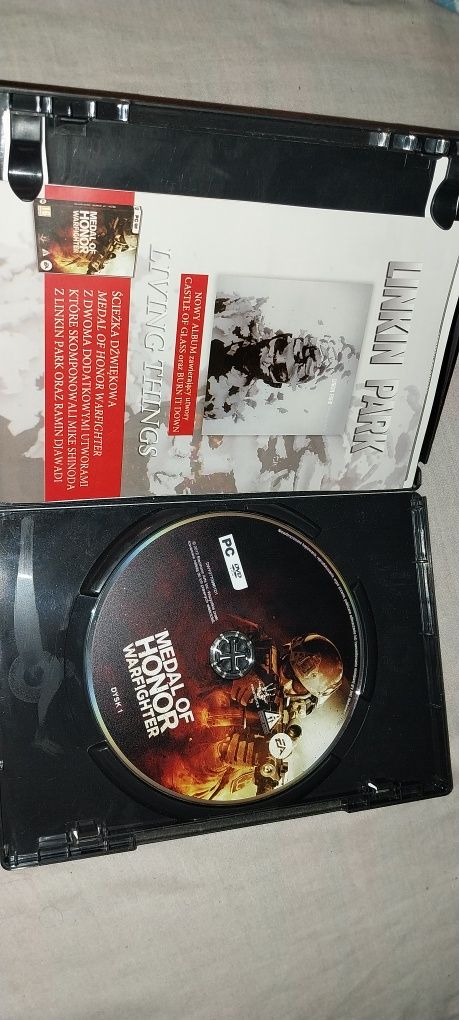 LINKIN PARK
LIVING THINGS
NOWY ALBUM zawierający utwory
CASTLE OF GLASS oraz BURN IT DOWN
ŚCIEŻKA DŹWIĘKOWA
MEDAL OF HONOR WARFIGHTER
Z DWOMA DODATKOWYMI UTWORAMI
KTÓRE SKOMPONOWALI MIKE SHINODA
Z LINKIN PARK ORAZ RAMIN DJAWADI
MEDAL OF
HONOR
WARFIGHTER
EA
PC
DVD
MEDAL OF
HONOR
WARFIGHTER
DYSK 1
EA